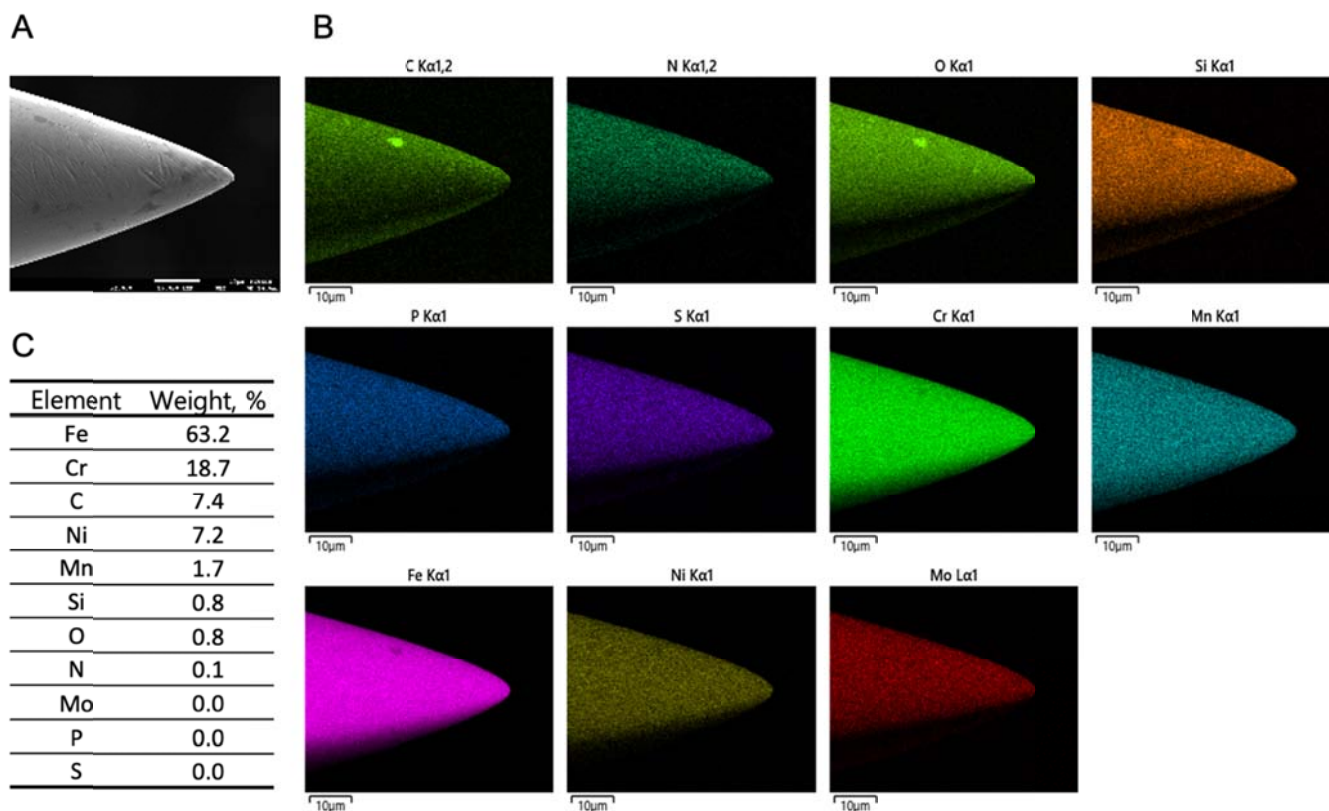 A
B
C Kα1,2
N Kα1,2
O Kα1
Si Kα1
10µm
10µm
10µm
10µm
P Kα1
S Kα1
Cr Kα1
Mn Kα1
10µm
10µm
10µm
10µm
C
Element Weight, %
Fe 63.2
Cr 18.7
C 7.4
Ni 7.2
Mn 1.7
Si 0.8
O 0.8
N 0.1
Mo 0.0
P 0.0
S 0.0
Fe Kα1
Ni Kα1
Mo Lα1
10µm
10µm
10µm